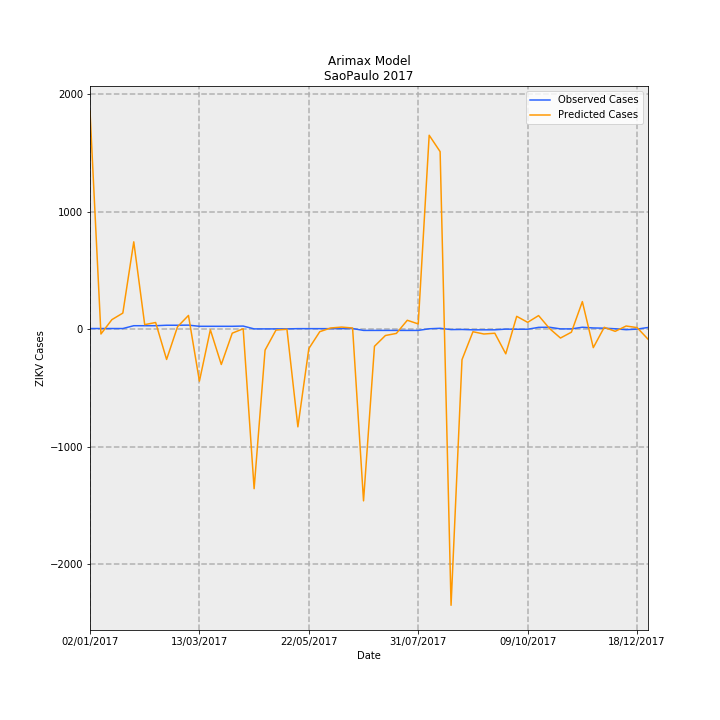 Arimax Model
SaoPaulo 2017
Observed Cases
Predicted Cases
2000
1000
0
−1000
−2000
ZIKV Cases
02/01/2017 13/03/2017 22/05/2017 31/07/2017 09/10/2017 18/12/2017
Date